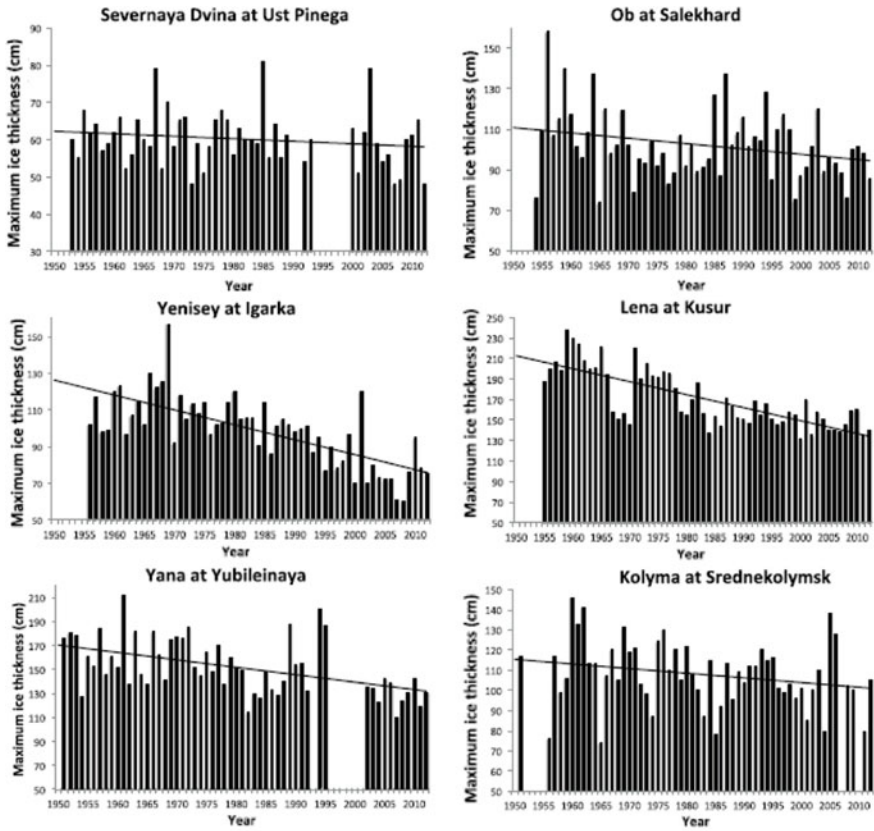 Severnaya Dvina at Ust Pinega
Maximum ice thickness (cm)
90
80
70
60
50
40
30
1950 1955 1960 1965 1970 1975 1980 1985 1990 1995 2000 2005 2010
Year
Ob at Salekhard
Maximum ice thickness (cm)
150
130
110
90
70
50
1950 1955 1960 1965 1970 1975 1980 1985 1990 1995 2000 2005 2010
Year
Yenisey at Igarka
Maximum ice thickness (cm)
150
130
110
90
70
50
1950 1955 1960 1965 1970 1975 1980 1985 1990 1995 2000 2005 2010
Year
Lena at Kusur
Maximum ice thickness (cm)
250
230
210
190
170
150
130
110
90
70
50
1950 1955 1960 1965 1970 1975 1980 1985 1990 1995 2000 2005 2010
Year
Yana at Yubileinaya
Maximum ice thickness (cm)
210
190
170
150
130
110
90
70
50
1950 1955 1960 1965 1970 1975 1980 1985 1990 1995 2000 2005 2010
Year
Kolyma at Srednekolymsk
Maximum ice thickness (cm)
150
140
130
120
110
100
90
80
70
60
50
1950 1955 1960 1965 1970 1975 1980 1985 1990 1995 2000 2005 2010
Year